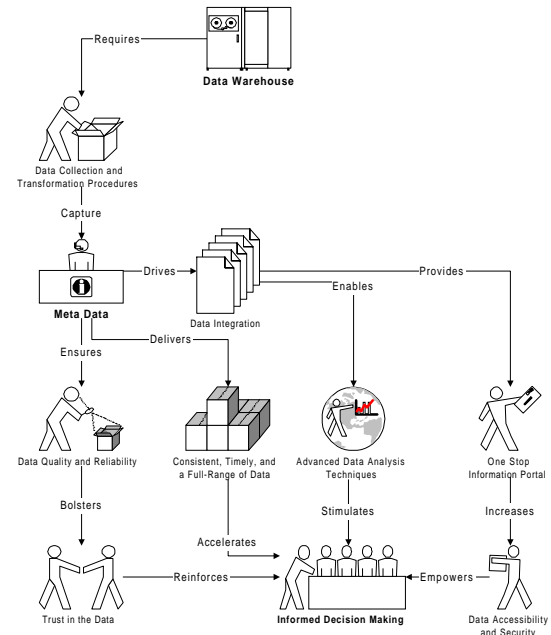 Requires
Data Warehouse
Data Collection and
Transformation Procedures
Capture
Meta Data
Drives
Data Integration
Provides
Enables
Ensures
Delivers
Data Quality and Reliability
Consistent, Timely, and
a Full-Range of Data
Advanced Data Analysis
Techniques
One Stop
Information Portal
Bolsters
Accelerates
Stimulates
Increases
Trust in the Data
Reinforces
Informed Decision Making
Empowers
Data Accessibility
and Security